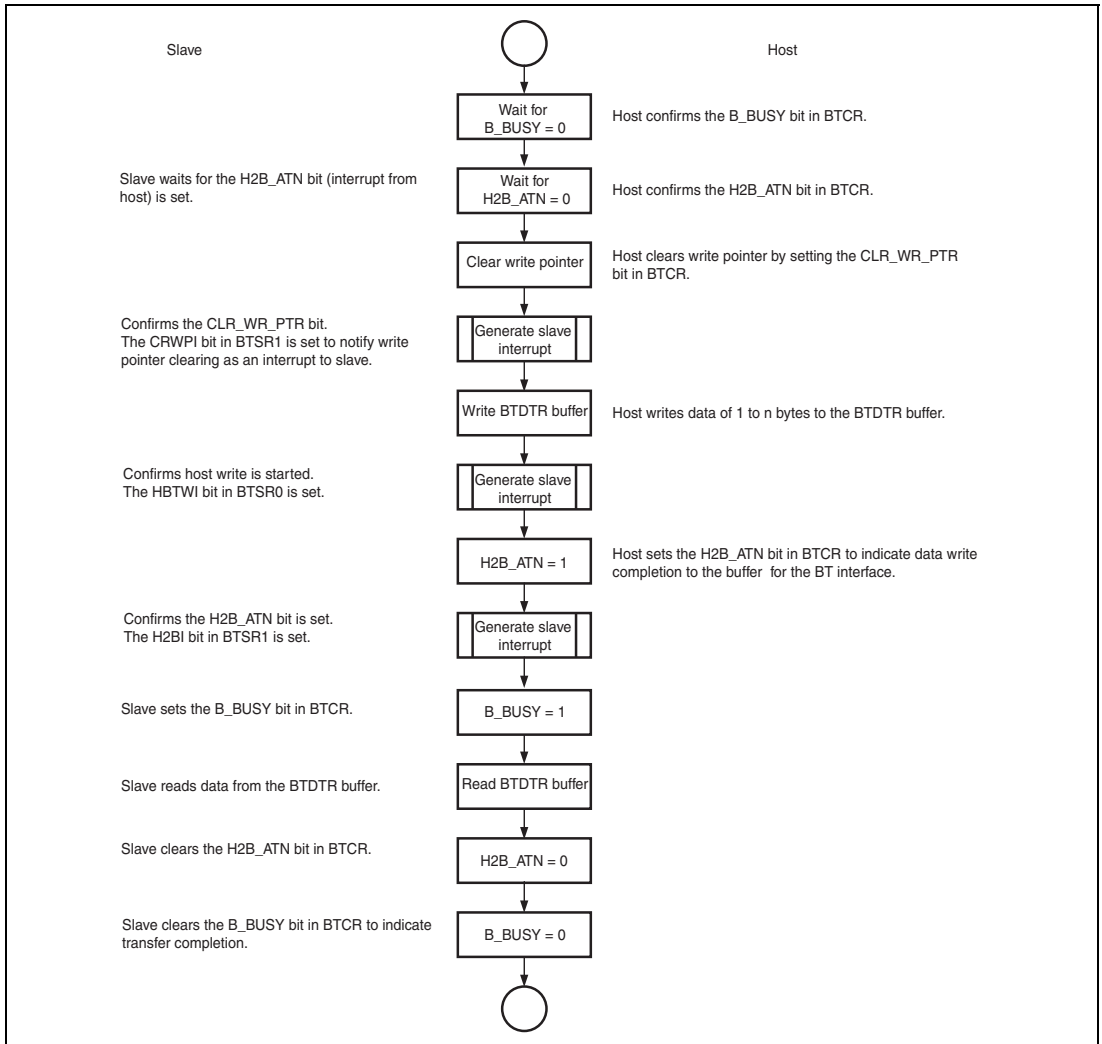 Slave
Host
Wait for
B_BUSY = 0
Host confirms the B_BUSY bit in BTCR.
Slave waits for the H2B_ATN bit (interrupt from
host) is set.
Wait for
H2B_ATN = 0
Host confirms the H2B_ATN bit in BTCR.
Clear write pointer
Host clears write pointer by setting the CLR_WR_PTR
bit in BTCR.
Confirms the CLR_WR_PTR bit.
The CRWPI bit in BTSR1 is set to notify write
pointer clearing as an interrupt to slave.
Generate slave
interrupt
Write BTDTR buffer
Host writes data of 1 to n bytes to the BTDTR buffer.
Confirms host write is started.
The HBTWI bit in BTSR0 is set.
Generate slave
interrupt
H2B_ATN = 1
Host sets the H2B_ATN bit in BTCR to indicate data write
completion to the buffer for the BT interface.
Confirms the H2B_ATN bit is set.
The H2BI bit in BTSR1 is set.
Generate slave
interrupt
Slave sets the B_BUSY bit in BTCR.
B_BUSY = 1
Slave reads data from the BTDTR buffer.
Read BTDTR buffer
Slave clears the H2B_ATN bit in BTCR.
H2B_ATN = 0
Slave clears the B_BUSY bit in BTCR to indicate
transfer completion.
B_BUSY = 0